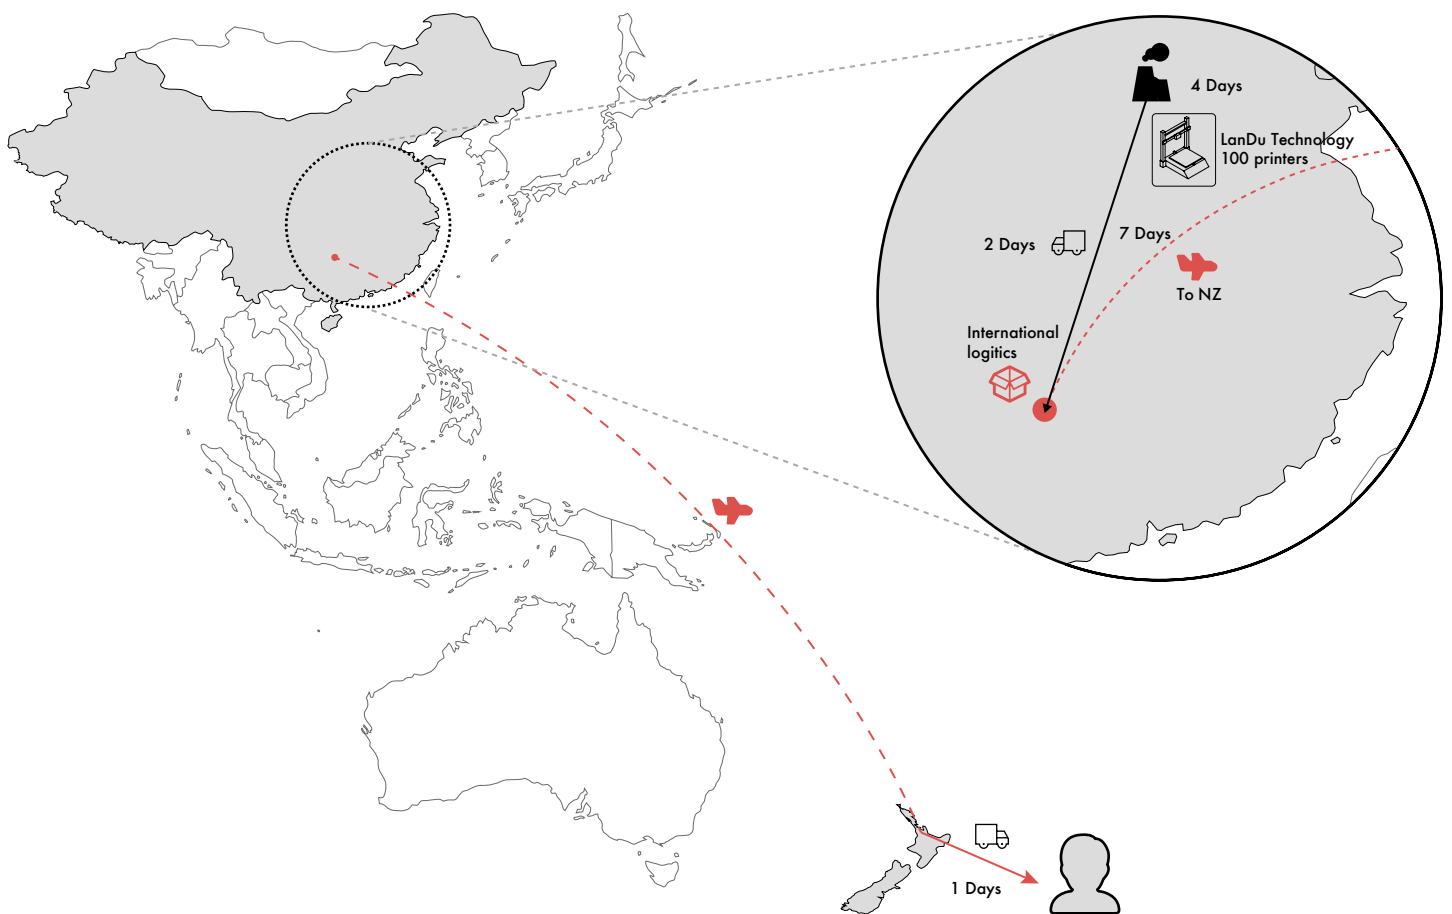 4 Days
LanDu Technology
100 printers
2 Days
7 Days
To NZ
International
logitics
1 Days